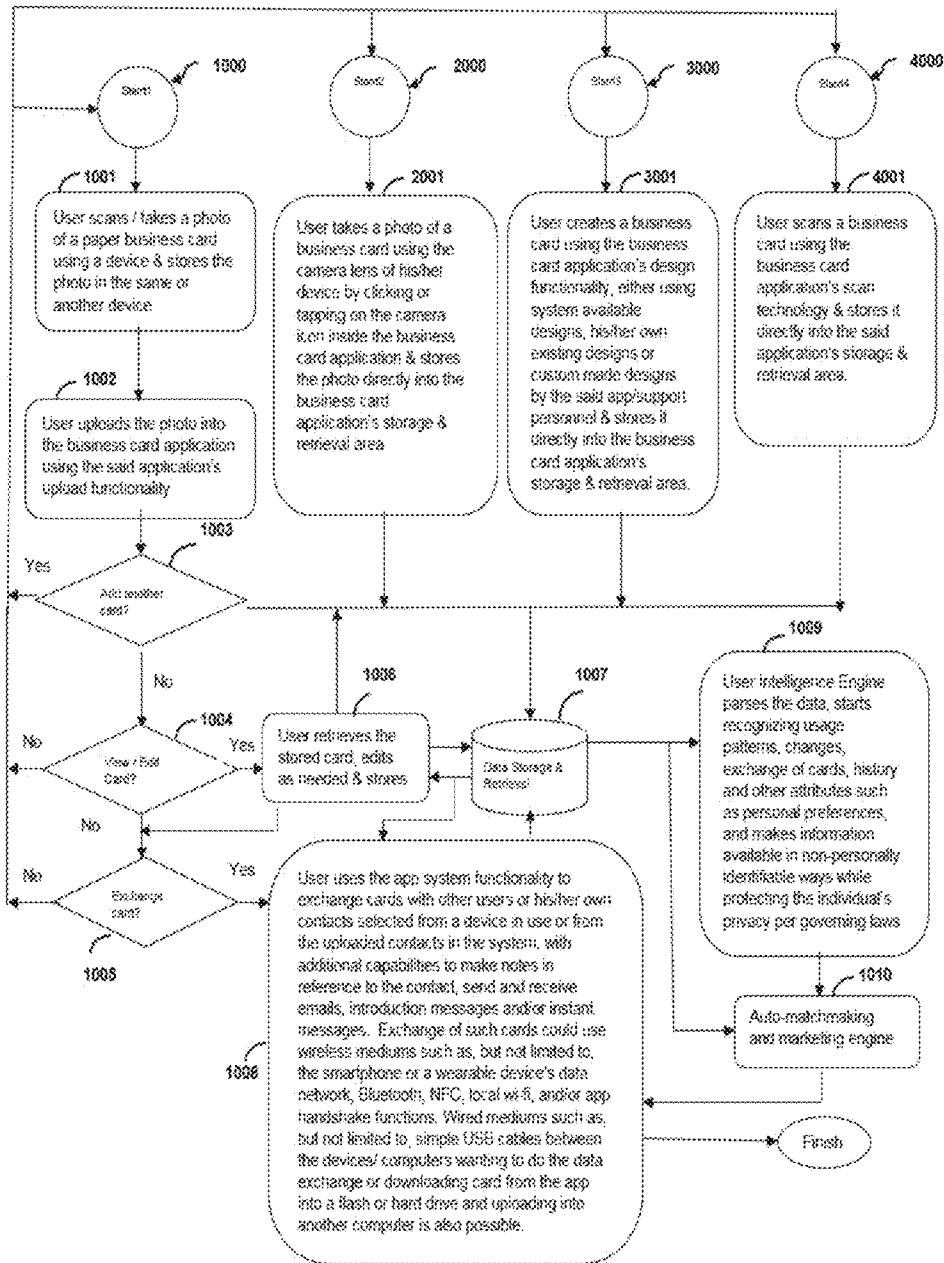 1000
Start1
2000
Start2
3000
Start3
4000
Start4
1001
User scans / takes a photo
of a paper business card
using a device & stores the
photo in the same or
another device
2001
User takes a photo of a
business card using the
camera lens of his/her
device by clicking or
tapping on the camera
icon inside the business
card application & stores
the photo directly into the
business card
application's storage &
retrieval area
3001
User creates a business
card using the business
card application's design
functionality, either using
system available
designs, his/her own
existing designs or
custom made designs
by the said app/support
personnel & stores it
directly into the business
card application's
storage & retrieval area.
4001
User scans a business
card using the
business card
application's scan
technology & stores it
directly into the said
application's storage &
retrieval area.
1002
User uploads the photo into
the business card application
using the said application's
upload functionality
1003
Yes
Add another
card?
No
1004
No
View / Edit
Card?
Yes
No
1006
User retrieves the
stored card, edits
as needed & stores
1007
Data Storage &
Retrieval
1009
User Intelligence Engine
parses the data, starts
recognizing usage
patterns, changes,
exchange of cards, history
and other attributes such
as personal preferences,
and makes information
available in non-personally
identifiable ways while
protecting the individual's
privacy per governing laws
No
Exchange
card?
Yes
1005
1008
User uses the app system functionality to
exchange cards with other users or his/her own
contacts selected from a device in use or from
the uploaded contacts in the system, with
additional capabilities to make notes in
reference to the contact, send and receive
emails, introduction messages and/or instant
messages. Exchange of such cards could use
wireless mediums such as, but not limited to,
the smartphone or a wearable device's data
network, Bluetooth, NFC, local wi-fi, and/or app
handshake functions. Wired mediums such as,
but not limited to, simple USB cables between
the devices/ computers wanting to do the data
exchange or downloading card from the app
into a flash or hard drive and uploading into
another computer is also possible.
1010
Auto-matchmaking
and marketing engine
Finish